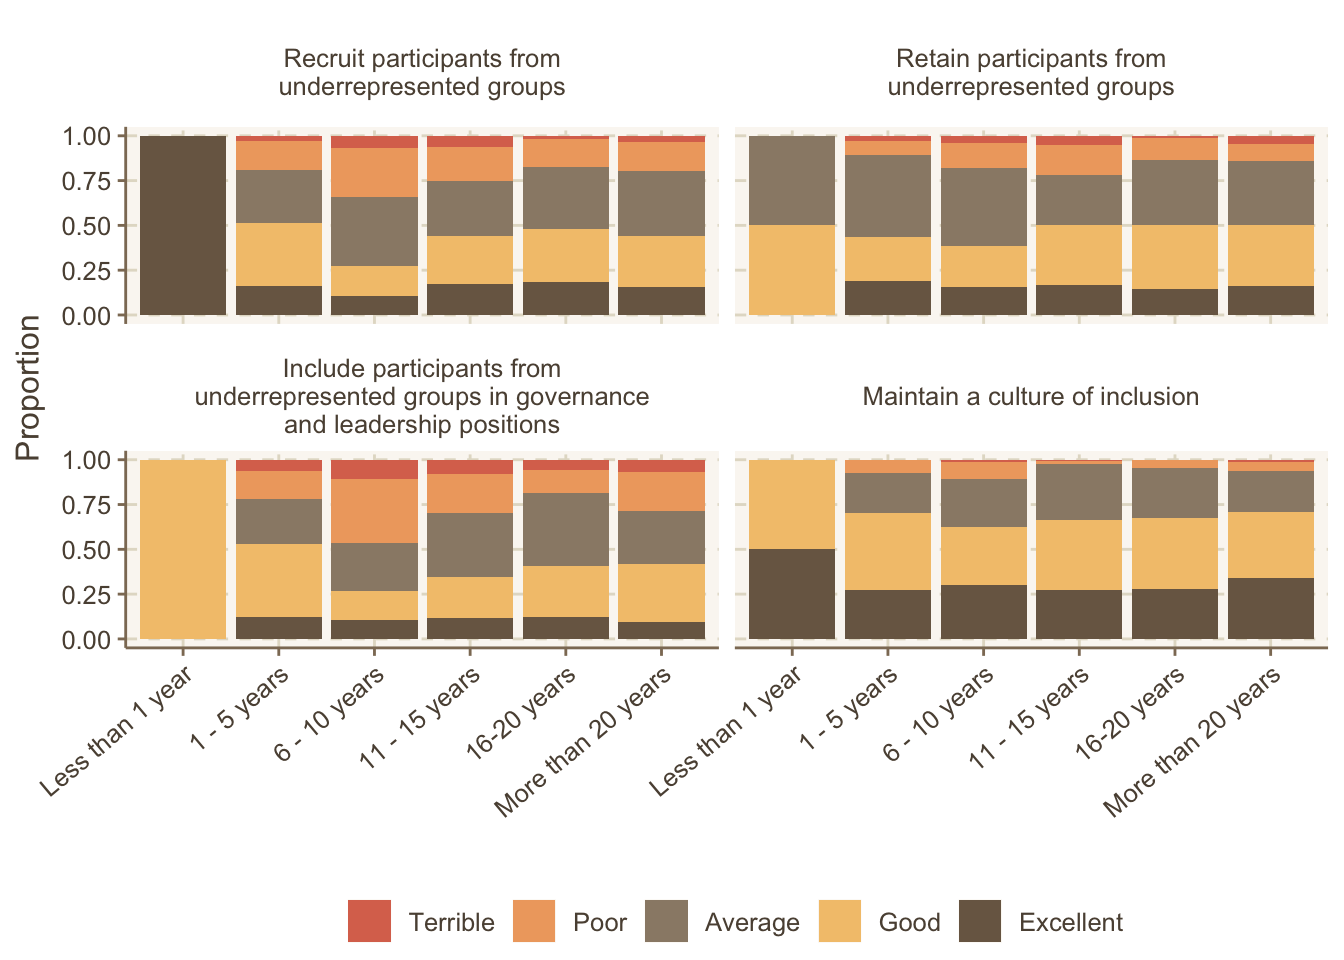 Recruit participants from
underrepresented groups
Retain participants from
underrepresented groups
1.00
0.75
0.50
0.25
0.00
Proportion
Include participants from
underrepresented groups in governance
and leadership positions
Maintain a culture of inclusion
1.00
0.75
0.50
0.25
0.00
Less than 1 year
1 - 5 years
6 - 10 years
11 - 15 years
16-20 years
More than 20 years
Less than 1 year
1 - 5 years
6 - 10 years
11 - 15 years
16-20 years
More than 20 years
Terrible
Poor
Average
Good
Excellent